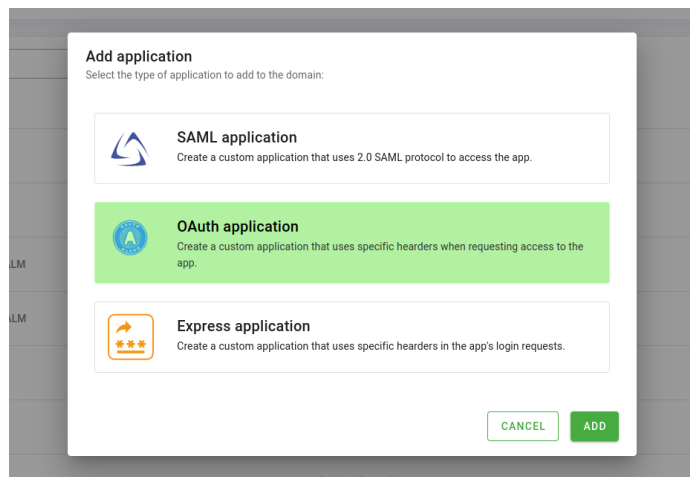 Add application
Select the type of application to add to the domain:
SAML application
Create a custom application that uses 2.0 SAML protocol to access the app.
OAuth application
Create a custom application that uses specific hearders when requesting access to the
app.
ALM
ALM
Express application
Create a custom application that uses specific hearders in the app's login requests.
***
CANCEL
ADD